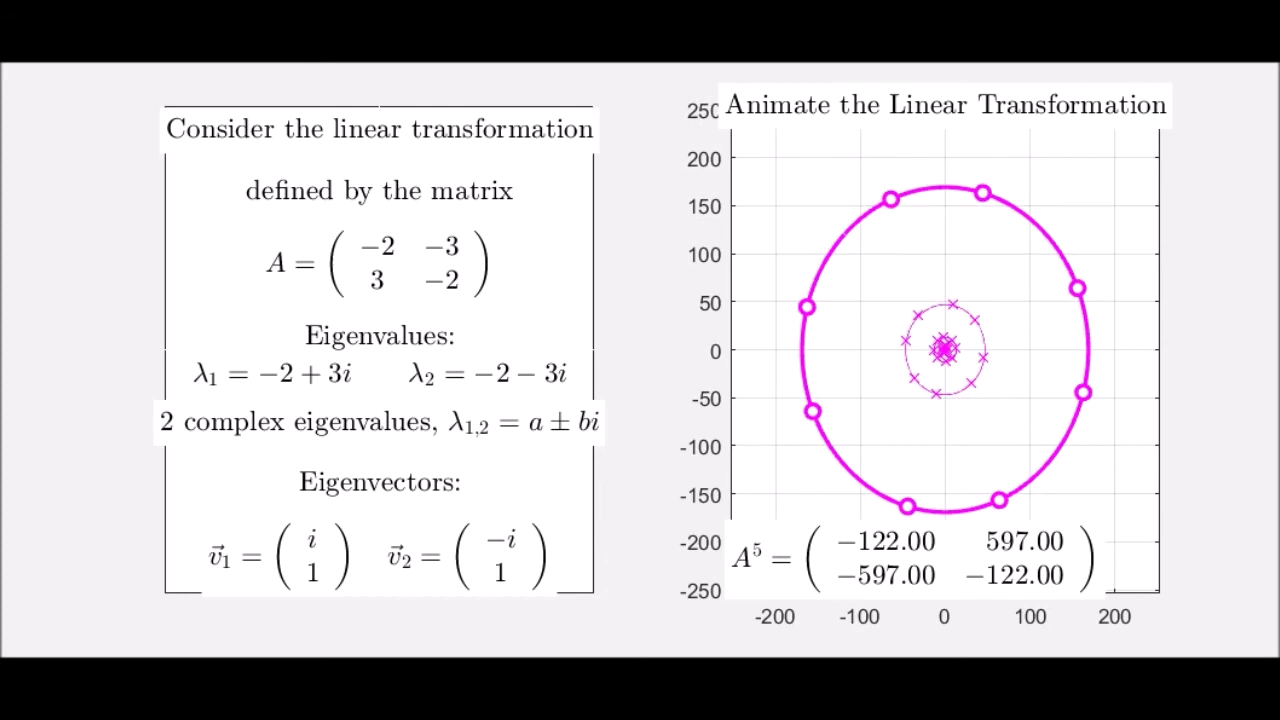 Consider the linear transformation
defined by the matrix
A = ( −2 −3
3 −2 )
Eigenvalues:
λ₁ = −2 + 3i λ₂ = −2 − 3i
2 complex eigenvalues, λ₁,₂ = a ± bi
Eigenvectors:
v⃗₁ = ( i
1 ) v⃗₂ = ( −i
1 )
Animate the Linear Transformation
250
200
150
100
50
0
-50
-100
-150
-200
-250
A⁵ = ( −122.00 597.00
−597.00 −122.00 )
-200 -100 0 100 200